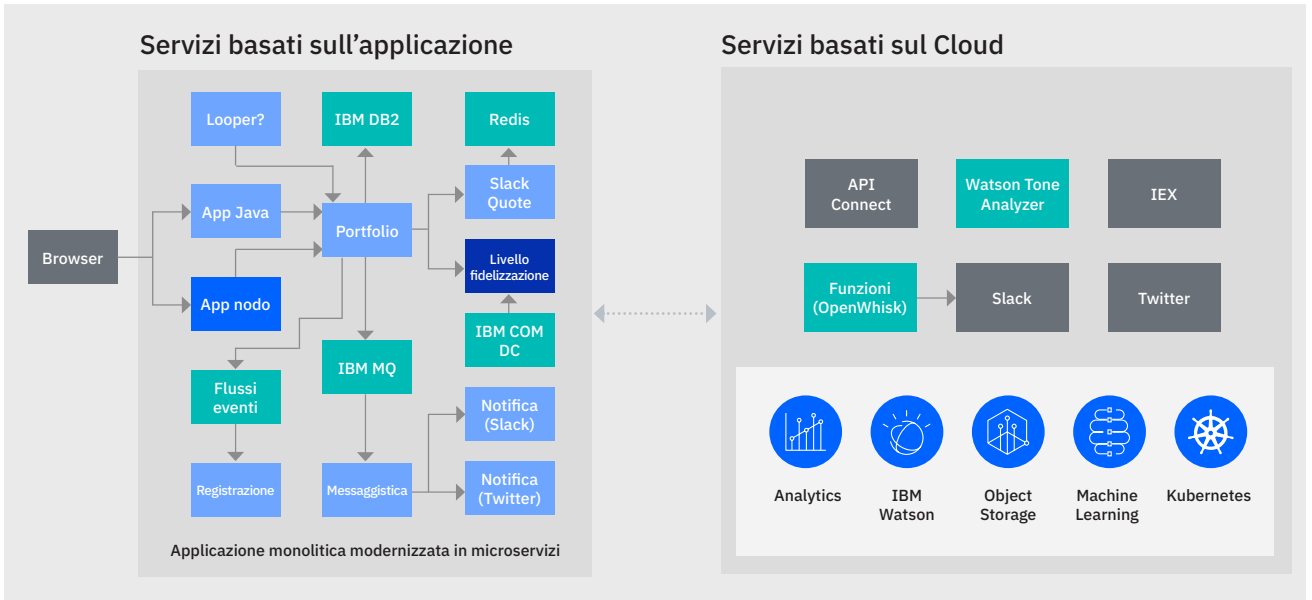 Servizi basati sull’applicazione
Looper?
IBM DB2
Redis
App Java
Portfolio
Slack
Quote
Browser
App nodo
Livello
fidelizzazione
IBM COM
DC
IBM MQ
Flussi
eventi
Notifica
(Slack)
Registrazione
Messaggistica
Notifica
(Twitter)
Applicazione monolitica modernizzata in microservizi
Servizi basati sul Cloud
API
Connect
Watson Tone
Analyzer
IEX
Funzioni
(OpenWhisk)
Slack
Twitter
Analytics
IBM
Watson
Object
Storage
Machine
Learning
Kubernetes